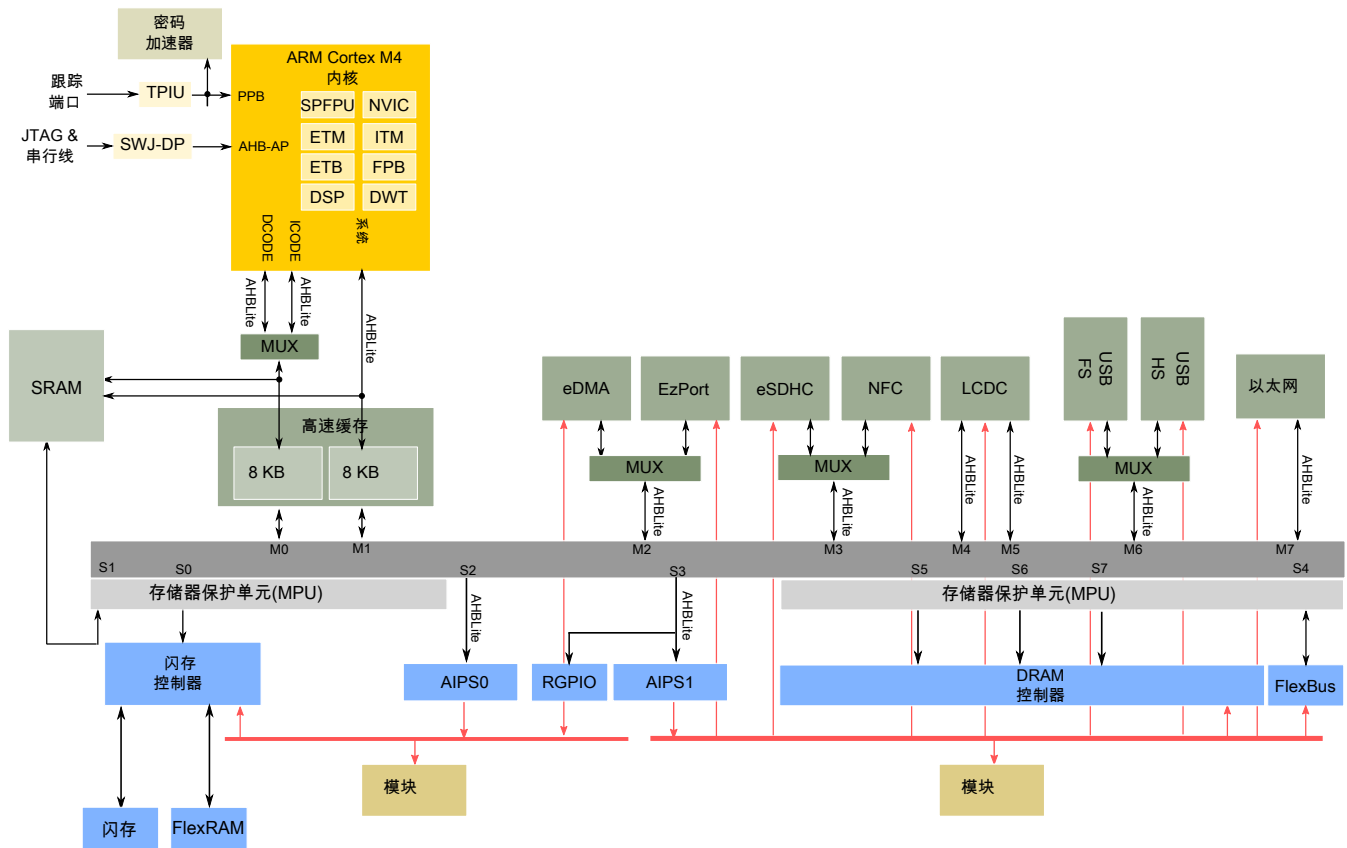 密码
加速器
ARM Cortex M4
内核
跟踪
端口
TPIU
PPB
SPFPU
NVIC
JTAG &
串行线
SWJ-DP
AHB-AP
ETM
ITM
ETB
FPB
DSP
DWT
DCODE
ICODE
系统
AHBLite
AHBLite
AHBLite
MUX
SRAM
高速缓存
8 KB
8 KB
eDMA
EzPort
eSDHC
NFC
LCDC
USB
FS
USB
HS
以太网
MUX
MUX
MUX
AHBLite
AHBLite
AHBLite
AHBLite
AHBLite
AHBLite
M0
M1
M2
M3
M4
M5
M6
M7
S1
S0
S2
S3
S5
S6
S7
S4
存储器保护单元(MPU)
存储器保护单元(MPU)
AHBLite
AHBLite
闪存
控制器
AIPS0
RGPIO
AIPS1
DRAM
控制器
FlexBus
模块
模块
闪存
FlexRAM